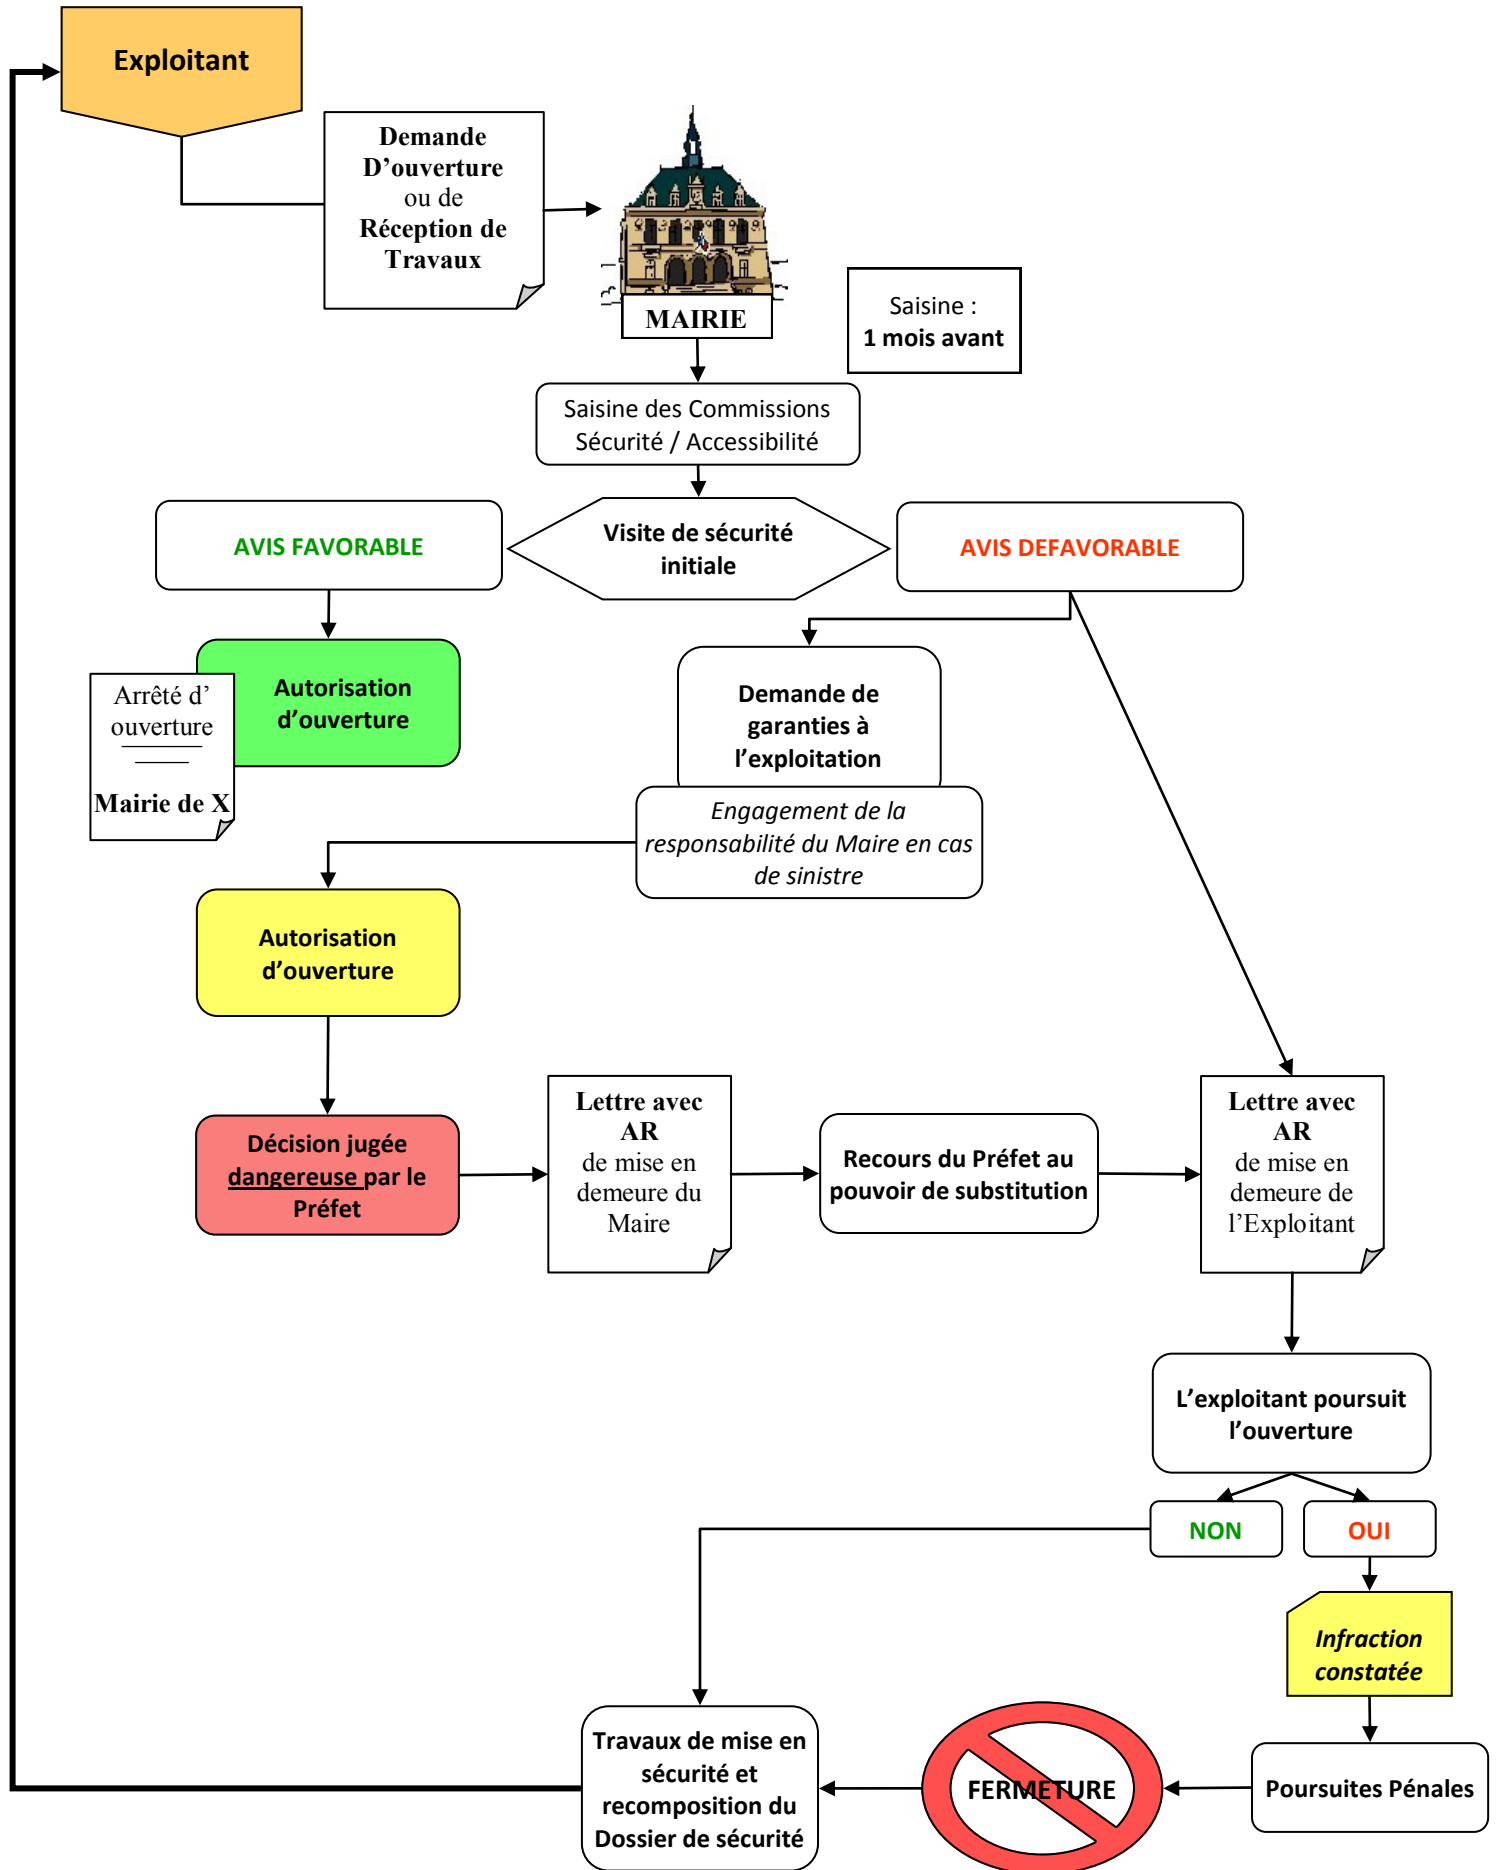 Exploitant
Demande
D’ouverture
ou de
Réception de
Travaux
MAIRIE
Saisine :
1 mois avant
Saisine des Commissions
Sécurité / Accessibilité
AVIS FAVORABLE
Visite de sécurité
initiale
AVIS DEFAVORABLE
Autorisation
d’ouverture
Arrêté d’
ouverture
Mairie de X
Demande de
garanties à
l’exploitation
Engagement de la
responsabilité du Maire en cas
de sinistre
Autorisation
d’ouverture
Décision jugée
dangereuse par le
Préfet
Lettre avec
AR
de mise en
demeure du
Maire
Recours du Préfet au
pouvoir de substitution
Lettre avec
AR
de mise en
demeure de
l’Exploitant
L’exploitant poursuit
l’ouverture
NON
OUI
Infraction
constatée
Travaux de mise en
sécurité et
recomposition du
Dossier de sécurité
FERMETURE
Poursuites Pénales